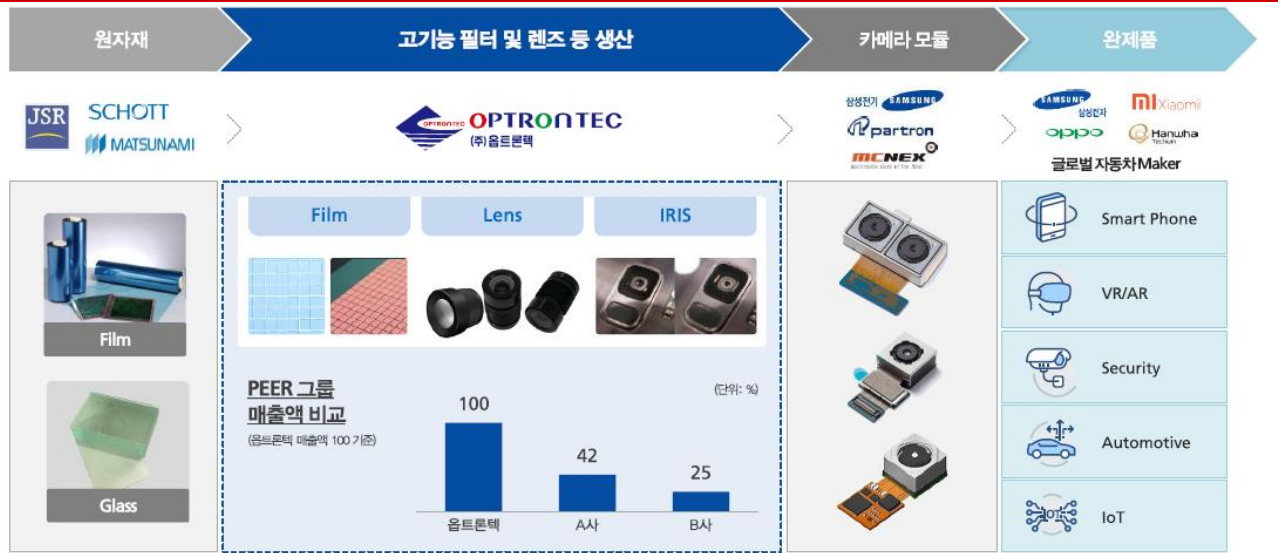 원자재
고기능 필터 및 렌즈 등 생산
카메라 모듈
완제품
JSR
SCHOTT
MATSUNAMI
OPTRONTEC
OPTRONTEC
(주)옵트론텍
삼성전기 SAMSUNG
partron
MCNEX
SAMSUNG
삼성전자
mi Xiaomi
oppo
Hanwha
Techwin
글로벌 자동차 Maker
Film
Glass
Film
Lens
IRIS
PEER 그룹
매출액 비교
(옵트론텍 매출액 100 기준)
(단위: %)
100
42
25
옵트론텍
A사
B사
Smart Phone
VR/AR
Security
Automotive
IOT
IoT